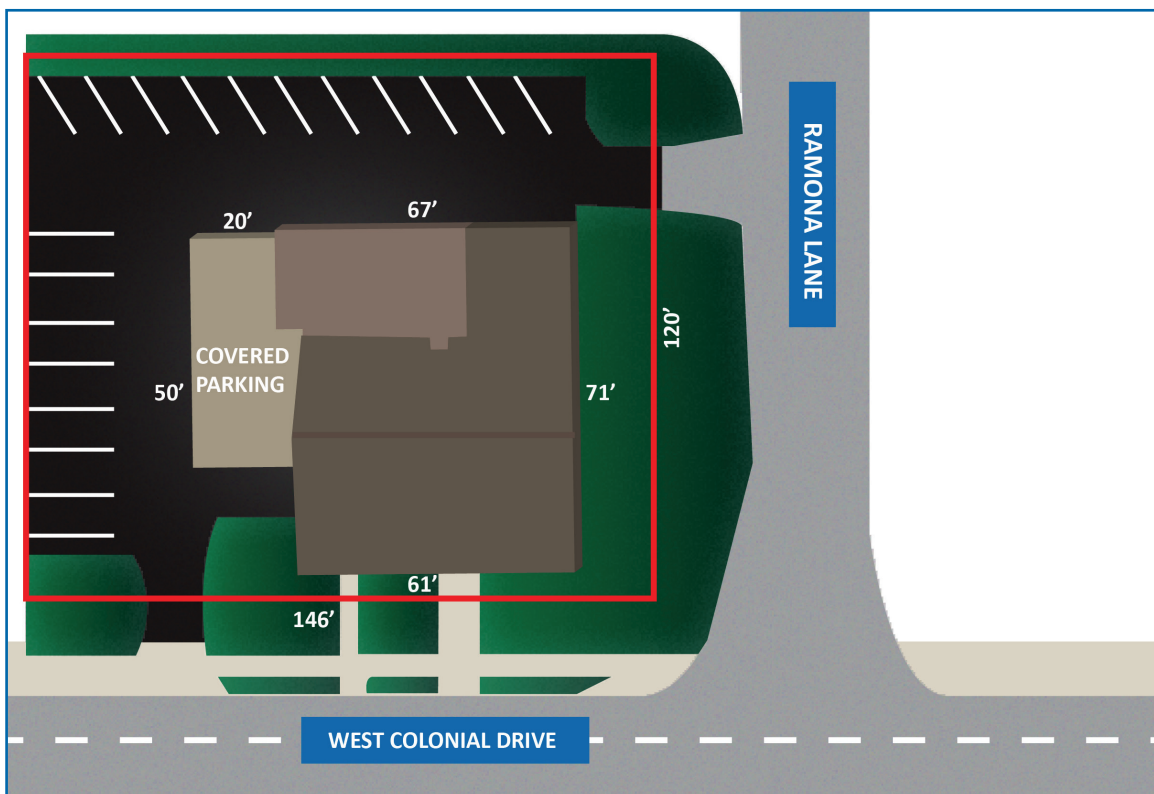 RAMONA LANE
20’
67’
120’
COVERED
PARKING
50’
71’
61’
146’
WEST COLONIAL DRIVE